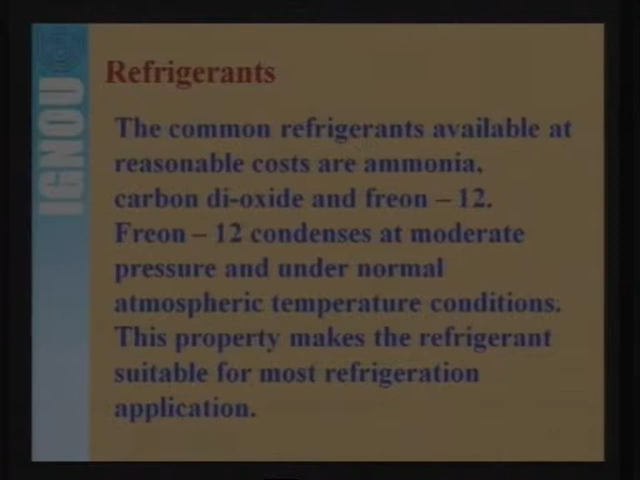 IGNOU
Refrigerants
The common refrigerants available at
reasonable costs are ammonia,
carbon di-oxide and freon – 12.
Freon – 12 condenses at moderate
pressure and under normal
atmospheric temperature conditions.
This property makes the refrigerant
suitable for most refrigeration
application.